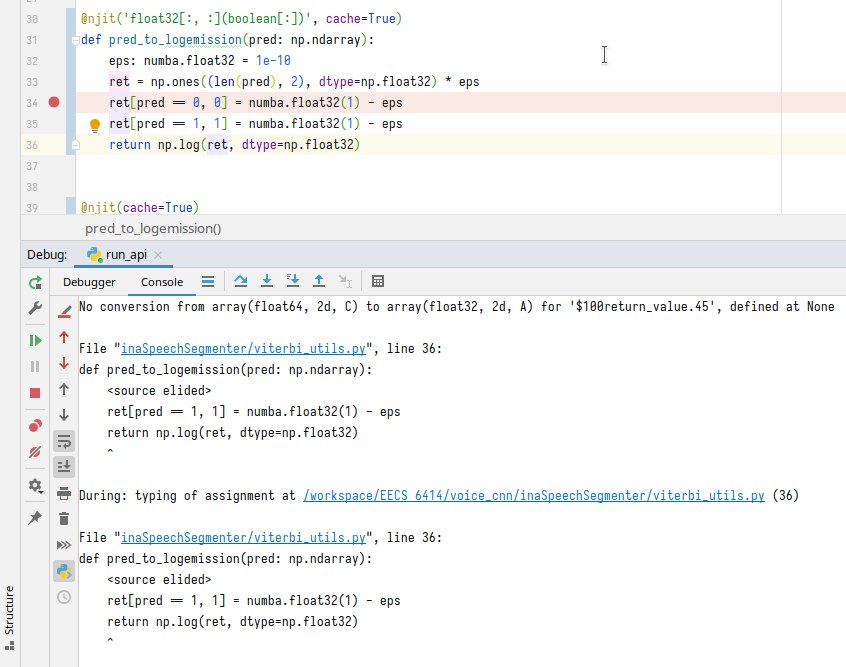 30 @njit('float32[:, :](boolean[:])', cache=True)
31 def pred_to_logemission(pred: np.ndarray):
32 eps: numba.float32 = 1e-10
33 ret = np.ones((len(pred), 2), dtype=np.float32) * eps
34 ret[pred == 0, 0] = numba.float32(1) - eps
35 ret[pred == 1, 1] = numba.float32(1) - eps
36 return np.log(ret, dtype=np.float32)
37
38
39 @njit(cache=True)
pred_to_logemission()
Debug: run_api
Debugger Console
No conversion from array(float64, 2d, C) to array(float32, 2d, A) for '$100return_value.45', defined at None
File "inaSpeechSegmenter/viterbi_utils.py", line 36:
def pred_to_logemission(pred: np.ndarray):
<source elided>
ret[pred == 1, 1] = numba.float32(1) - eps
return np.log(ret, dtype=np.float32)
^
During: typing of assignment at /workspace/EECS 6414/voice_cnn/inaSpeechSegmenter/viterbi_utils.py (36)
File "inaSpeechSegmenter/viterbi_utils.py", line 36:
def pred_to_logemission(pred: np.ndarray):
<source elided>
ret[pred == 1, 1] = numba.float32(1) - eps
return np.log(ret, dtype=np.float32)
^
Structure